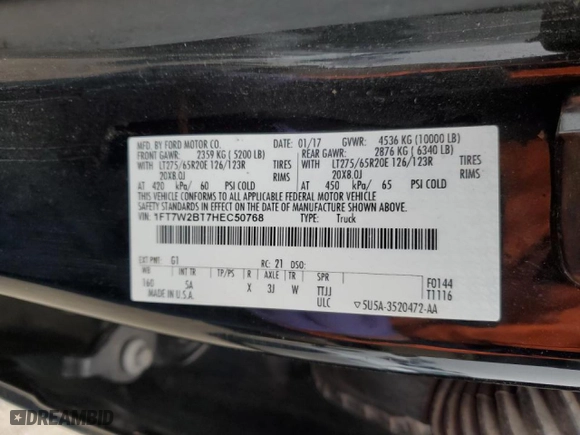 MFD. BY FORD MOTOR CO. 01/17 GVWR: 4536 KG (10000 LB)
FRONT GAWR: 2359 KG (5200 LB) REAR GAWR: 2876 KG (6340 LB)
WITH LT275/65R20E 126/123R TIRES WITH LT275/65R20E 126/123R TIRES
20X8.0J RIMS 20X8.0J RIMS
AT 420 kPa/ 60 PSI COLD AT 450 kPa/ 65 PSI COLD
THIS VEHICLE CONFORMS TO ALL APPLICABLE FEDERAL MOTOR VEHICLE
SAFETY STANDARDS IN EFFECT ON THE DATE OF MANUFACTURE SHOWN ABOVE.
VIN: 1FT7W2BT7HEC50768 TYPE: Truck
EXT PNT: G1 RC: 21 DSO:
WB INT TR TP/PS R AXLE TR SPR F0144
160 SA X 3J W TTJJ T1116
MADE IN U.S.A. ULC ▽5U5A-3520472-AA
DREAMBID